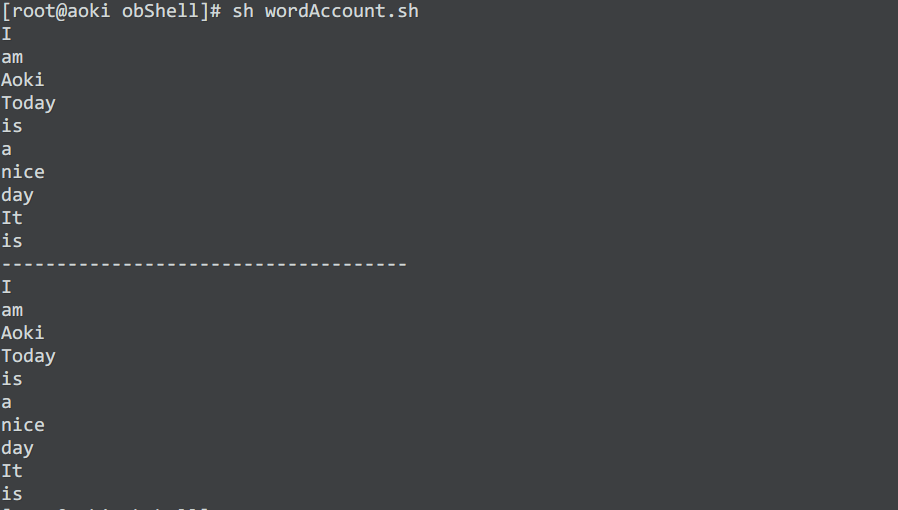 [root@aoki obShell]# sh wordAccount.sh
I
am
Aoki
Today
is
a
nice
day
It
is
-------------------------------------
I
am
Aoki
Today
is
a
nice
day
It
is